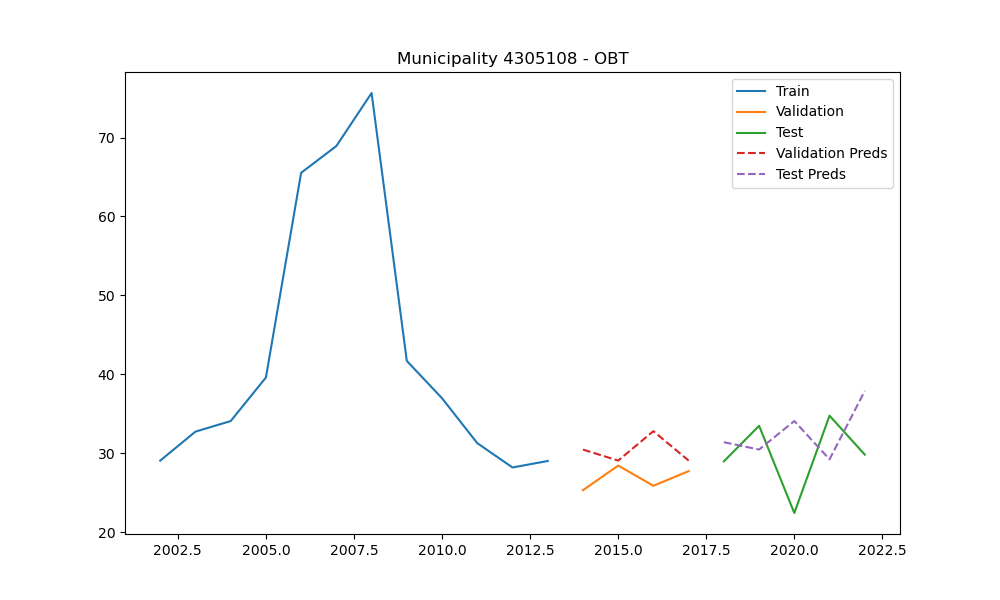 Municipality 4305108 - OBT
Train
Validation
Test
Validation Preds
Test Preds
70
60
50
40
30
20
2002.5 2005.0 2007.5 2010.0 2012.5 2015.0 2017.5 2020.0 2022.5